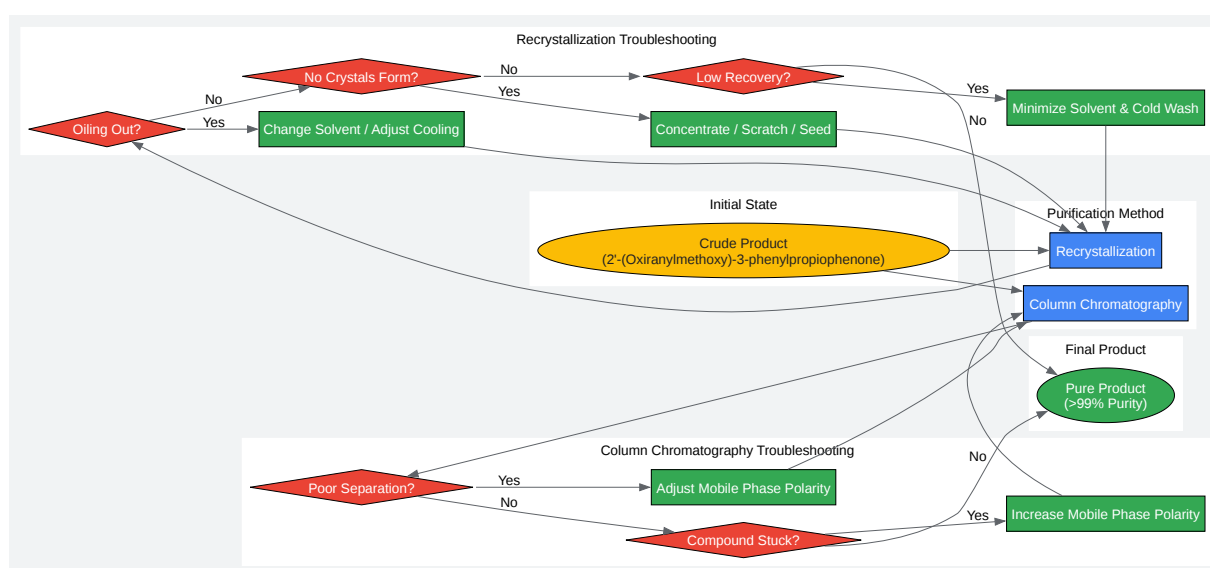 Recrystallization Troubleshooting
No Crystals Form?
No
Low Recovery?
Yes
Yes
Minimize Solvent & Cold Wash
No
Oiling Out?
Yes
Change Solvent / Adjust Cooling
Concentrate / Scratch / Seed
No
Initial State
Crude Product
(2'-(Oxiranylmethoxy)-3-phenylpropiophenone)
Purification Method
Recrystallization
Column Chromatography
Final Product
Pure Product
(>99% Purity)
Column Chromatography Troubleshooting
Poor Separation?
Yes
Adjust Mobile Phase Polarity
No
No
Compound Stuck?
Yes
Increase Mobile Phase Polarity